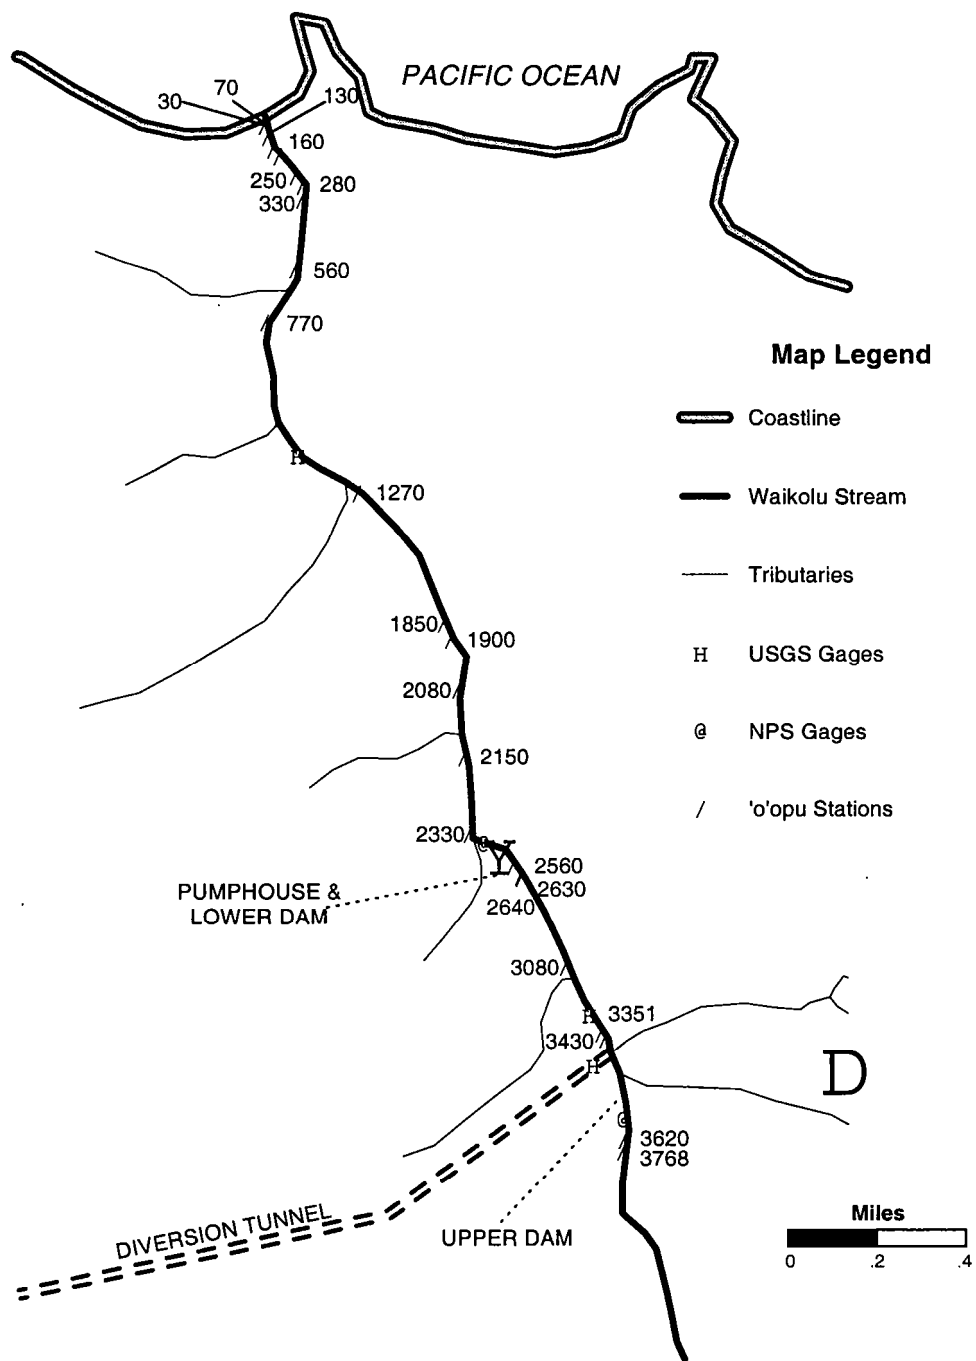 PACIFIC OCEAN
70
30
130
160
250
280
330
560
770
Map Legend
Coastline
H
Waikolu Stream
1270
Tributaries
1850
1900
H USGS Gages
2080
@ NPS Gages
2150
/ 'o'opu Stations
2330
@
Y
2560
PUMPHOUSE &
LOWER DAM
2630
2640
3080
H
3351
3430
H
D
@
3620
3768
DIVERSION TUNNEL
UPPER DAM
Miles
0 .2 .4